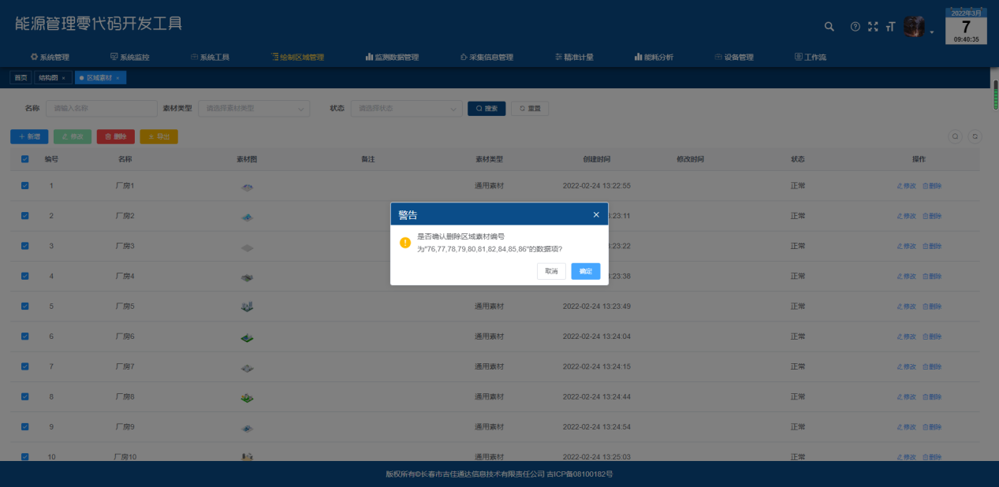 能源管理零代码开发工具
2022年3月
7
09:40:35
系统管理 系统监控 系统工具 绘制区域管理 监测数据管理 采集信息管理 精准计量 能耗分析 设备管理 工作流
首页 结构图 × ● 区域素材 ×
名称 请输入名称 素材类型 请选择素材类型 状态 请选择状态 搜索 重置
+ 新增 修改 删除 导出
编号 名称 素材图 备注 素材类型 创建时间 修改时间 状态 操作
1 厂房1 通用素材 2022-02-24 13:22:55 正常 修改 删除
2 厂房2 :23:11 正常 修改 删除
3 厂房3 :23:22 正常 修改 删除
4 厂房4 :23:38 正常 修改 删除
警告 ×
是否确认删除区域素材编号
为"76,77,78,79,80,81,82,84,85,86"的数据项?
取消 确定
5 厂房5 通用素材 2022-02-24 13:23:49 正常 修改 删除
6 厂房6 通用素材 2022-02-24 13:24:04 正常 修改 删除
7 厂房7 通用素材 2022-02-24 13:24:15 正常 修改 删除
8 厂房8 通用素材 2022-02-24 13:24:44 正常 修改 删除
9 厂房9 通用素材 2022-02-24 13:24:54 正常 修改 删除
10 厂房10 通用素材 2022-02-24 13:25:03 正常 修改 删除
版权所有©长春市吉佳通达信息技术有限责任公司 吉ICP备08100182号